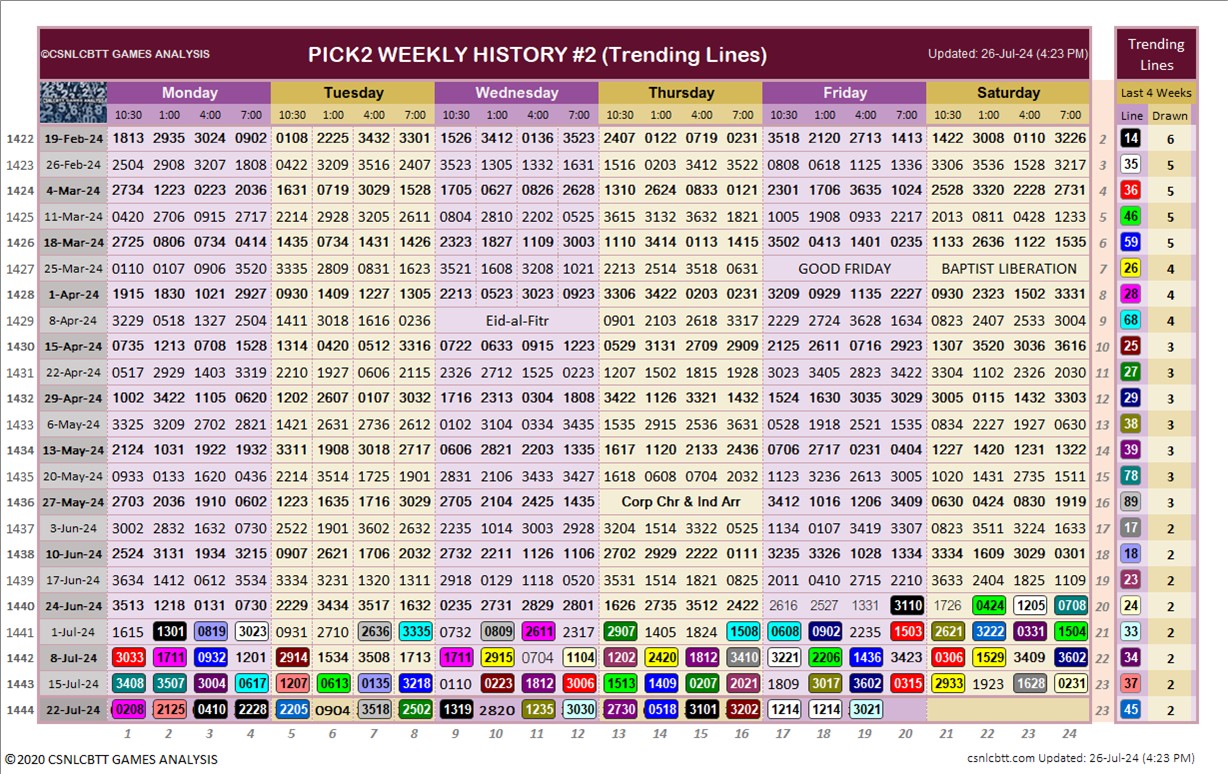 ©CSNLCBTT GAMES ANALYSIS PICK2 WEEKLY HISTORY #2 (Trending Lines) Updated: 26-Jul-24 (4:23 PM) Trending Lines
Monday Tuesday Wednesday Thursday Friday Saturday Last 4 Weeks
10:30 1:00 4:00 7:00 10:30 1:00 4:00 7:00 10:30 1:00 4:00 7:00 10:30 1:00 4:00 7:00 10:30 1:00 4:00 7:00 10:30 1:00 4:00 7:00 Line Drawn
1422 19-Feb-24 1813 2935 3024 0902 0108 2225 3432 3301 1526 3412 0136 3523 2407 0122 0719 0231 3518 2120 2713 1413 1422 3008 0110 3226 2 14 6
1423 26-Feb-24 2504 2908 3207 1808 0422 3209 3516 2407 3523 1305 1332 1631 1516 0203 3412 3522 0808 0618 1125 1336 3306 3536 1528 3217 3 35 5
1424 4-Mar-24 2734 1223 0223 2036 1631 0719 3029 1528 1705 0627 0826 2628 1310 2624 0833 0121 2301 1706 3635 1024 2528 3320 2228 2731 4 36 5
1425 11-Mar-24 0420 2706 0915 2717 2214 2928 3205 2611 0804 2810 2202 0525 3615 3132 3632 1821 1005 1908 0933 2217 2013 0811 0428 1233 5 46 5
1426 18-Mar-24 2725 0806 0734 0414 1435 0734 1431 1426 2323 1827 1109 3003 1110 3414 0113 1415 3502 0413 1401 0235 1133 2636 1122 1535 6 59 5
1427 25-Mar-24 0110 0107 0906 3520 3335 2809 0831 1623 3521 1608 3208 1021 2213 2514 3518 0631 GOOD FRIDAY BAPTIST LIBERATION 7 26 4
1428 1-Apr-24 1915 1830 1021 2927 0930 1409 1227 1303 2213 0523 3023 0923 3306 3422 0203 0231 3209 0929 1135 2227 0930 2323 1502 3331 8 28 4
1429 8-Apr-24 3229 0518 1327 2504 1411 3018 1616 0236 Eid-al-Fitr 0901 2103 2618 3317 2229 2724 3628 1634 0823 2407 2533 3004 9 68 4
1430 15-Apr-24 0735 1213 0708 1528 1314 0420 0512 3316 0722 0633 0915 1223 0529 3131 2709 2909 2125 2611 0716 2923 1307 3520 3036 3616 10 25 3
1431 22-Apr-24 0517 2929 1403 3319 2210 1927 0606 2115 2326 2712 1525 0223 1207 1502 1815 1928 3023 3405 2823 3422 3304 1102 2326 2030 11 27 3
1432 29-Apr-24 1002 3422 1105 0620 1202 2607 0107 3032 1716 2313 0304 1808 3422 1126 3321 1432 1524 1630 3035 3029 3005 0115 1432 3303 12 29 3
1433 6-May-24 3325 3209 2702 2821 1421 2631 2736 2612 0102 3104 0334 3435 1535 2915 2536 3631 0528 1918 2521 1535 0834 2227 1927 0630 13 38 3
1434 13-May-24 2124 1031 1922 1932 3311 1908 3018 2717 0606 2821 2203 1335 1617 1120 2133 2436 0706 2717 0231 0404 1227 1420 1231 1322 14 39 3
1435 20-May-24 0933 0133 1620 0436 2214 3514 1725 1903 2831 2103 3433 3427 1618 0608 0704 2032 1123 3236 2613 3005 1020 1431 2735 1511 15 78 3
1436 27-May-24 2703 2036 1910 0602 1223 1635 1716 3029 2705 2104 2425 1435 Corp Chr & Ind Arr 3412 1016 1206 3409 0630 0424 0830 1919 16 89 3
1437 3-Jun-24 3002 2832 1632 0730 2522 1901 3602 2632 2235 1014 3003 2928 3204 1514 3322 0525 1134 0107 3419 3307 0823 3511 3224 1633 17 17 2
1438 10-Jun-24 2524 3131 1934 3215 0907 2621 1706 2032 2732 2211 1126 1106 2702 2929 2222 0111 3235 3326 1028 1334 3334 1609 3029 0301 18 18 2
1439 17-Jun-24 3634 1412 0612 3534 3334 3231 1320 1311 2918 0129 1118 0520 3531 1514 1821 0825 2011 0410 2715 2210 3633 2404 1825 1109 19 23 2
1440 24-Jun-24 3513 1218 0131 0730 2229 3434 3517 1632 0235 2731 2829 2801 1626 2735 3512 2422 2616 2527 1331 3110 1726 0424 1205 0708 20 24 2
1441 1-Jul-24 1615 1301 0819 3023 0931 2710 2636 3335 0732 0809 2611 2317 2907 1405 1824 1508 0608 0902 2235 1503 2621 3222 0331 1504 21 33 2
1442 8-Jul-24 3033 1711 0932 1201 2914 1534 3508 1713 1711 2915 0704 1104 1202 2420 1812 3410 3221 2206 1436 3423 0306 1529 3409 3602 22 34 2
1443 15-Jul-24 3408 3507 3004 0617 1207 0613 0135 3218 0110 0223 1812 3006 1513 1409 0207 2021 1809 3017 3602 0315 2933 1923 1628 0231 23 37 2
1444 22-Jul-24 0208 2125 0410 2228 2205 0904 3518 2502 1319 2820 1235 3030 2730 0518 3101 3202 1214 1214 3021 23 45 2
1 2 3 4 5 6 7 8 9 10 11 12 13 14 15 16 17 18 19 20 21 22 23 24
©2020 CSNLCBTT GAMES ANALYSIS csnlcbtt.com Updated: 26-Jul-24 (4:23 PM)